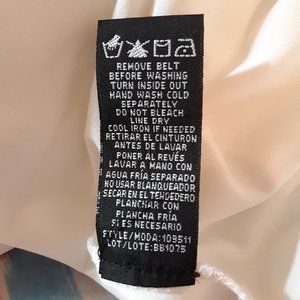 REMOVE BELT
BEFORE WASHING
TURN INSIDE OUT
HAND WASH COLD
SEPARATELY
DO NOT BLEACH
LINE DRY
COOL IRON IF NEEDED
RETIRAR EL CINTURON
ANTES DE LAVAR
PONER AL REVÉS
LAVAR A MANO CON
AGUA FRÍA SEPARADO
NO USAR BLANQUEADOR
SECAR EN EL TENDEDERO
PLANCHAR CON
PLANCHA FRÍA
SI ES NECESARIO
STYLE/MODA: 109511
LOT/LOTE: BB1075